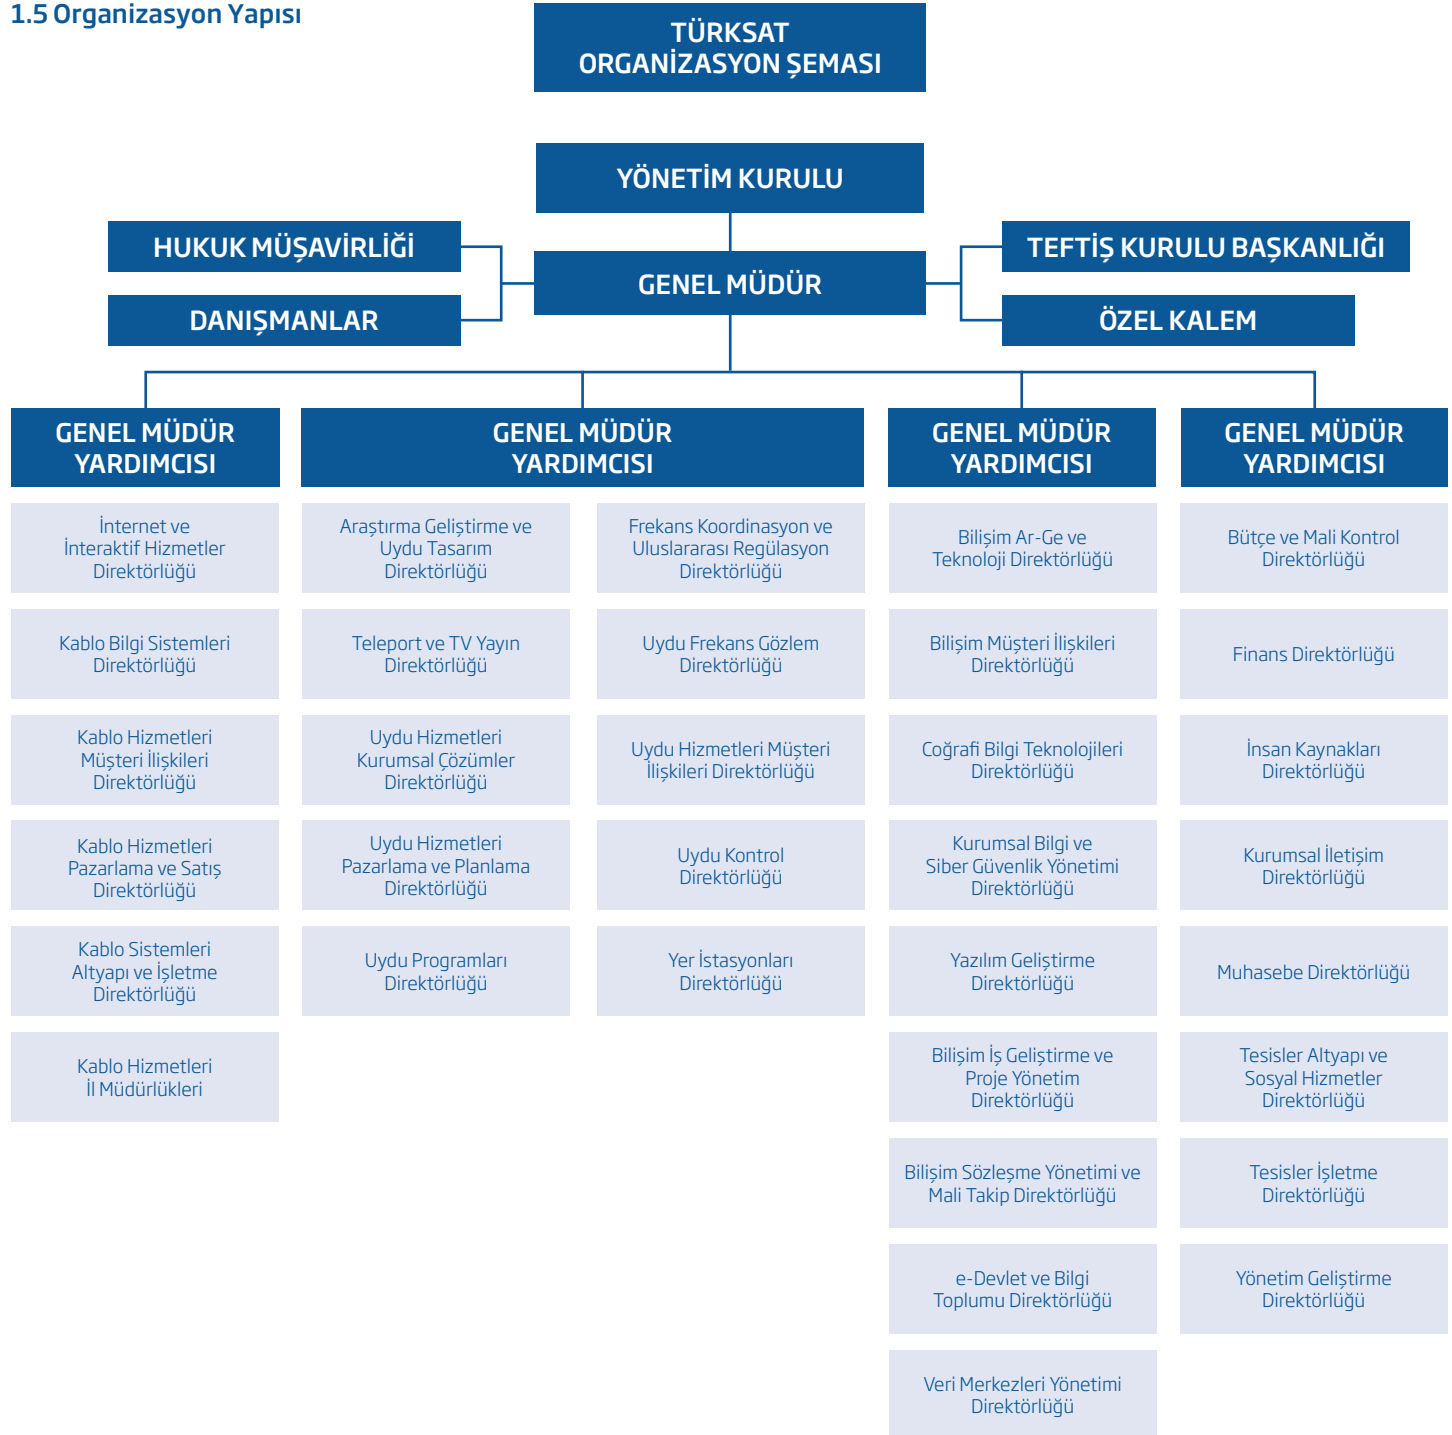 1.5 Organizasyon Yapısı
TÜRKSAT
ORGANİZASYON ŞEMASI
YÖNETİM KURULU
HUKUK MÜŞAVİRLİĞİ
TEFTİŞ KURULU BAŞKANLIĞI
GENEL MÜDÜR
DANIŞMANLAR
ÖZEL KALEM
GENEL MÜDÜR
YARDIMCISI
İnternet ve
İnteraktif Hizmetler
Direktörlüğü
Kablo Bilgi Sistemleri
Direktörlüğü
Kablo Hizmetleri
Müşteri İlişkileri
Direktörlüğü
Kablo Hizmetleri
Pazarlama ve Satış
Direktörlüğü
Kablo Sistemleri
Altyapı ve İşletme
Direktörlüğü
Kablo Hizmetleri
İl Müdürlükleri
GENEL MÜDÜR
YARDIMCISI
Araştırma Geliştirme ve
Uydu Tasarım
Direktörlüğü
Teleport ve TV Yayın
Direktörlüğü
Uydu Hizmetleri
Kurumsal Çözümler
Direktörlüğü
Uydu Hizmetleri
Pazarlama ve Planlama
Direktörlüğü
Uydu Programları
Direktörlüğü
Frekans Koordinasyon ve
Uluslararası Regülasyon
Direktörlüğü
Uydu Frekans Gözlem
Direktörlüğü
Uydu Hizmetleri Müşteri
İlişkileri Direktörlüğü
Uydu Kontrol
Direktörlüğü
Yer İstasyonları
Direktörlüğü
GENEL MÜDÜR
YARDIMCISI
Bilişim Ar-Ge ve
Teknoloji Direktörlüğü
Bilişim Müşteri İlişkileri
Direktörlüğü
Coğrafi Bilgi Teknolojileri
Direktörlüğü
Kurumsal Bilgi ve
Siber Güvenlik Yönetimi
Direktörlüğü
Yazılım Geliştirme
Direktörlüğü
Bilişim İş Geliştirme ve
Proje Yönetim
Direktörlüğü
Bilişim Sözleşme Yönetimi ve
Mali Takip Direktörlüğü
e-Devlet ve Bilgi
Toplumu Direktörlüğü
Veri Merkezleri Yönetimi
Direktörlüğü
GENEL MÜDÜR
YARDIMCISI
Bütçe ve Mali Kontrol
Direktörlüğü
Finans Direktörlüğü
İnsan Kaynakları
Direktörlüğü
Kurumsal İletişim
Direktörlüğü
Muhasebe Direktörlüğü
Tesisler Altyapı ve
Sosyal Hizmetler
Direktörlüğü
Tesisler İşletme
Direktörlüğü
Yönetim Geliştirme
Direktörlüğü